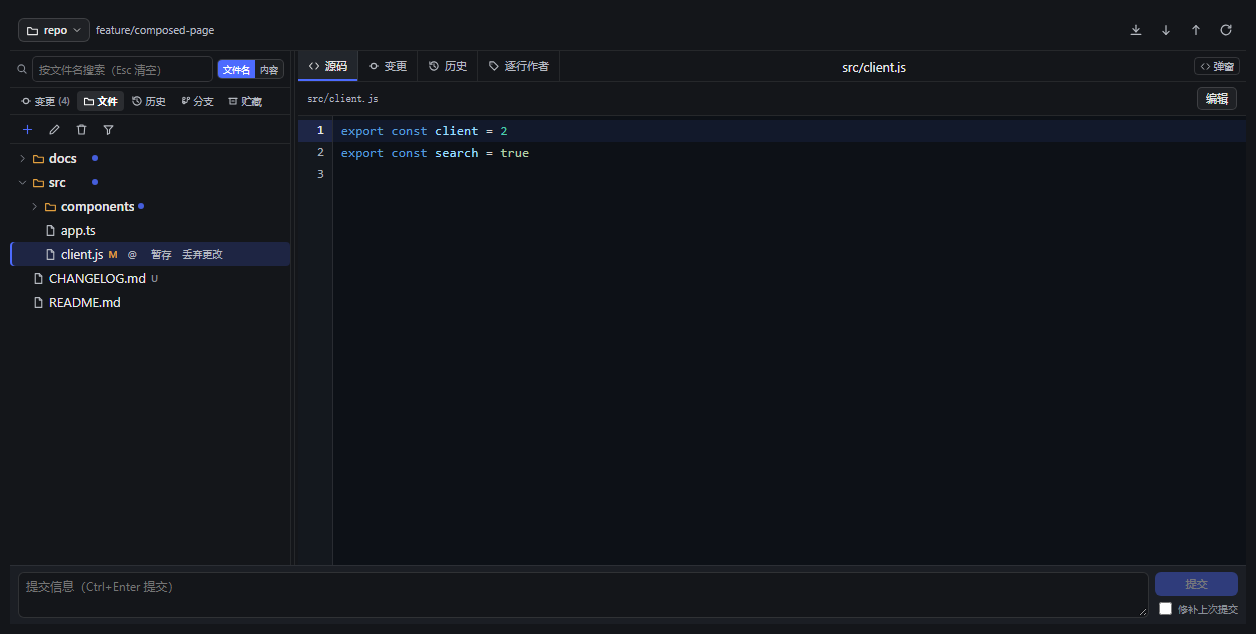 repo feature/composed-page
按文件名搜索（Esc 清空） 文件名 内容
变更 (4) 文件 历史 分支 贮藏
docs
src
components
app.ts
client.js M @ 暂存 丢弃更改
CHANGELOG.md U
README.md
源码 变更 历史 逐行作者 src/client.js 弹窗
src/client.js 编辑
1 export const client = 2
2 export const search = true
3
提交信息（Ctrl+Enter 提交） 提交
修补上次提交